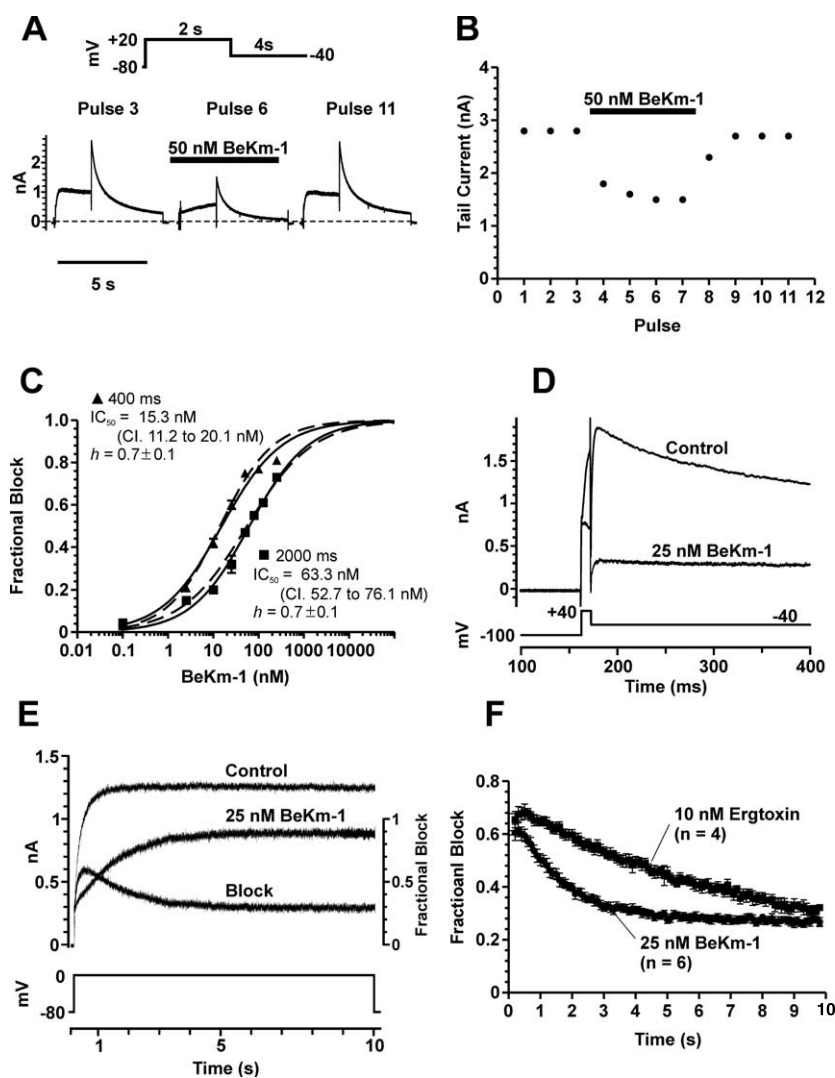 A
mV
+20
-80
2 s
4s
-40
Pulse 3
Pulse 6
Pulse 11
50 nM BeKm-1
nA
2
1
0
5 s
B
50 nM BeKm-1
Tail Current (nA)
4
3
2
1
0
0 1 2 3 4 5 6 7 8 9 10 11 12
Pulse
C
▲ 400 ms
IC50 = 15.3 nM
(CI. 11.2 to 20.1 nM)
h = 0.7±0.1
Fractional Block
1.0
0.8
0.6
0.4
0.2
0
■ 2000 ms
IC50 = 63.3 nM
(CI. 52.7 to 76.1 nM)
h = 0.7±0.1
0.01 0.1 1 10 100 1000 10000
BeKm-1 (nM)
D
Control
nA
1.5
1.0
0.5
0
25 nM BeKm-1
mV
-100
+40
-40
100 200 300 400
Time (ms)
E
1.5
1.0
0.5
0
nA
Control
25 nM BeKm-1
Block
1
0.5
0
Fractional Block
mV
0
-80
1 5 10
Time (s)
F
Fractioanl Block
0.8
0.6
0.4
0.2
0
10 nM Ergtoxin
(n = 4)
25 nM BeKm-1
(n = 6)
0 1 2 3 4 5 6 7 8 9 10
Time (s)